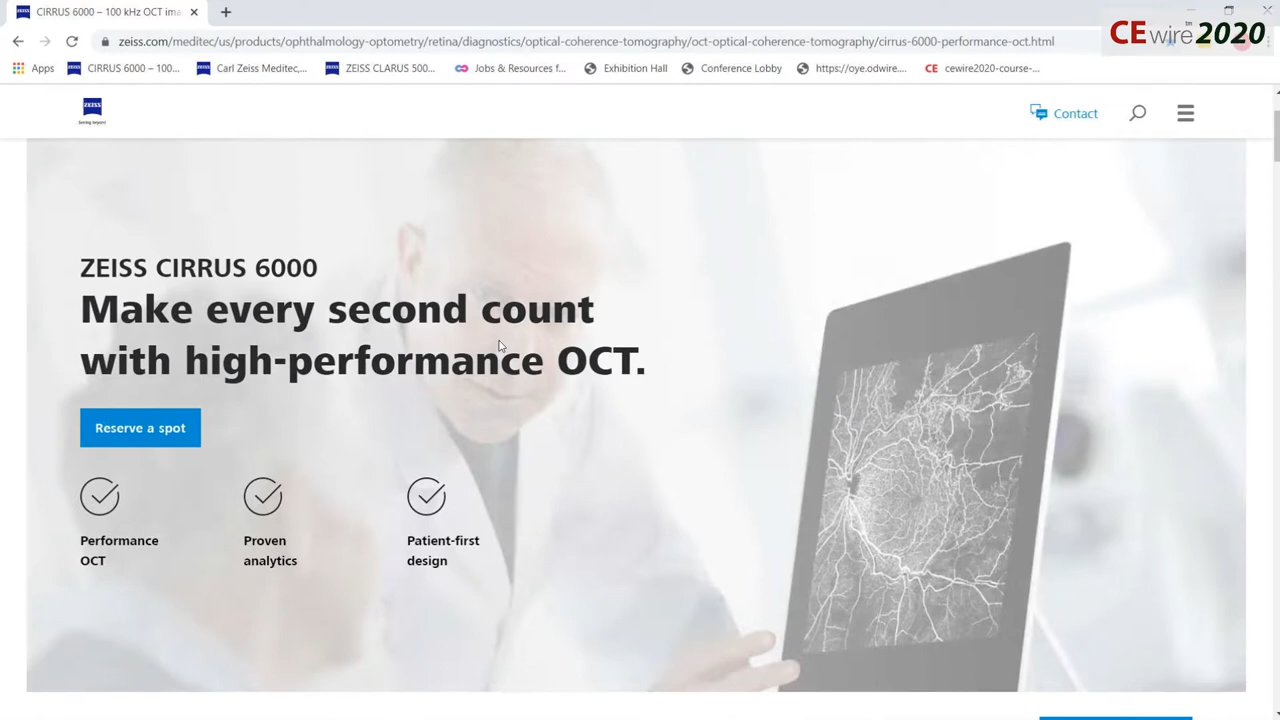 CIRRUS 6000 – 100 kHz OCT ima
CEwire™2020
zeiss.com/meditec/us/products/ophthalmology-optometry/retina/diagnostics/optical-coherence-tomography/oct-optical-coherence-tomography/cirrus-6000-performance-oct.html
Apps
CIRRUS 6000 – 100...
Carl Zeiss Meditec,...
ZEISS CLARUS 500...
Jobs & Resources f...
Exhibition Hall
Conference Lobby
https://oye.odwire....
cewire2020-course-...
ZEISS
Contact
ZEISS CIRRUS 6000
Make every second count
with high-performance OCT.
Reserve a spot
Performance
OCT
Proven
analytics
Patient-first
design